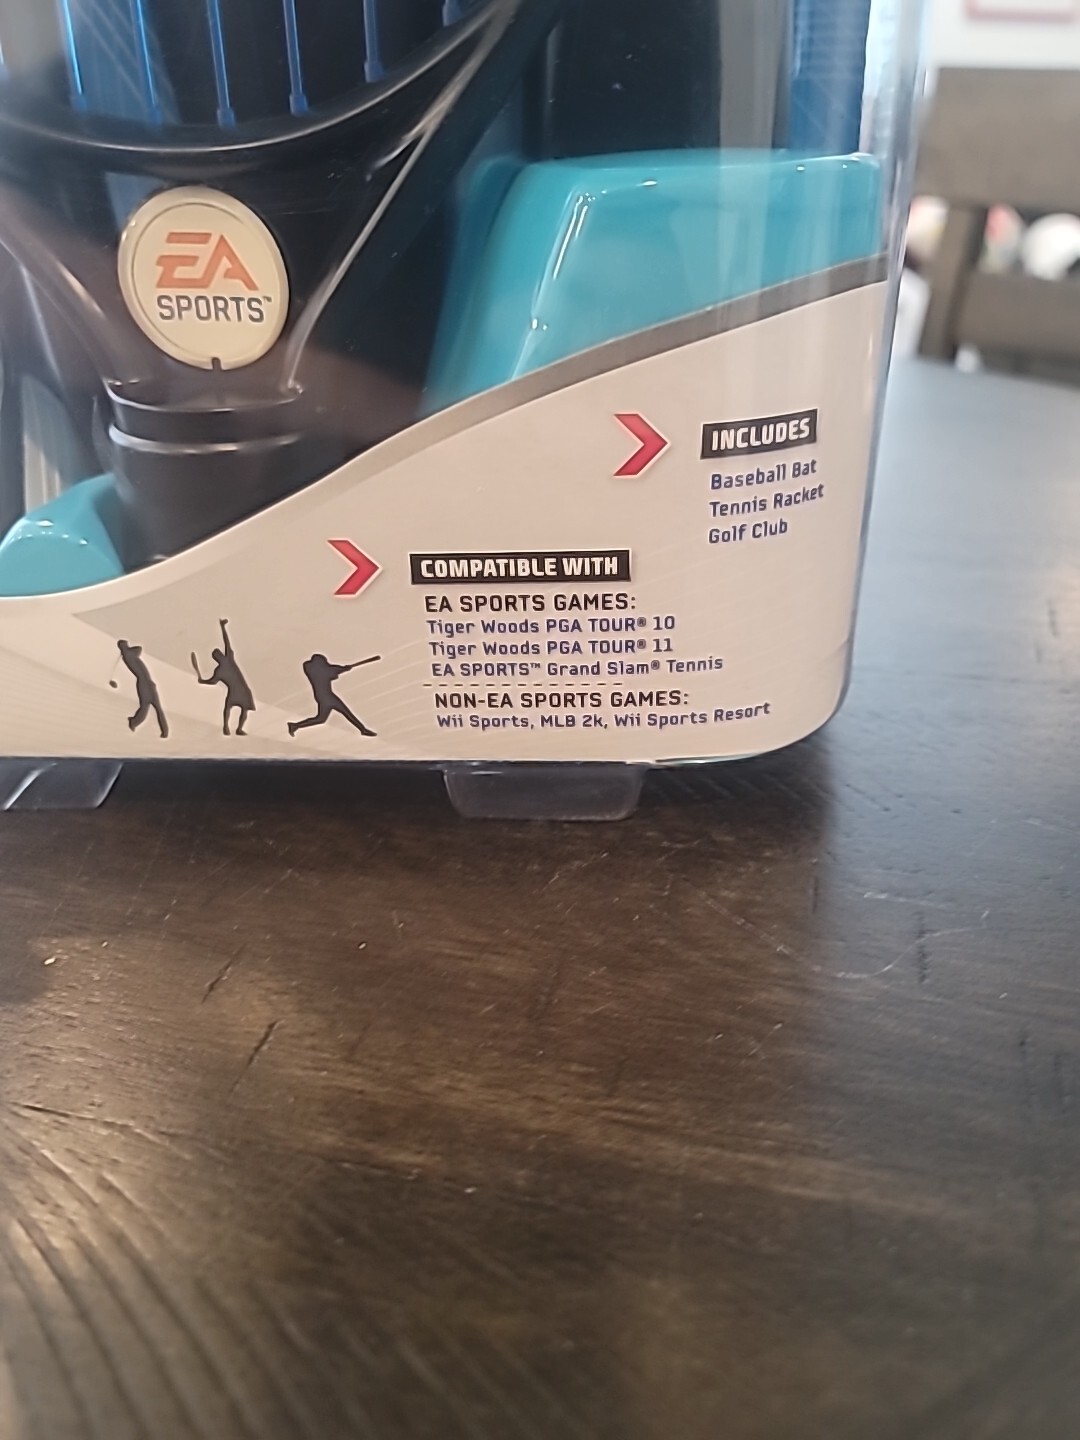 EA
SPORTS™
INCLUDES
Baseball Bat
Tennis Racket
Golf Club
COMPATIBLE WITH
EA SPORTS GAMES:
Tiger Woods PGA TOUR® 10
Tiger Woods PGA TOUR® 11
EA SPORTS™ Grand Slam® Tennis
NON-EA SPORTS GAMES:
Wii Sports, MLB 2k, Wii Sports Resort